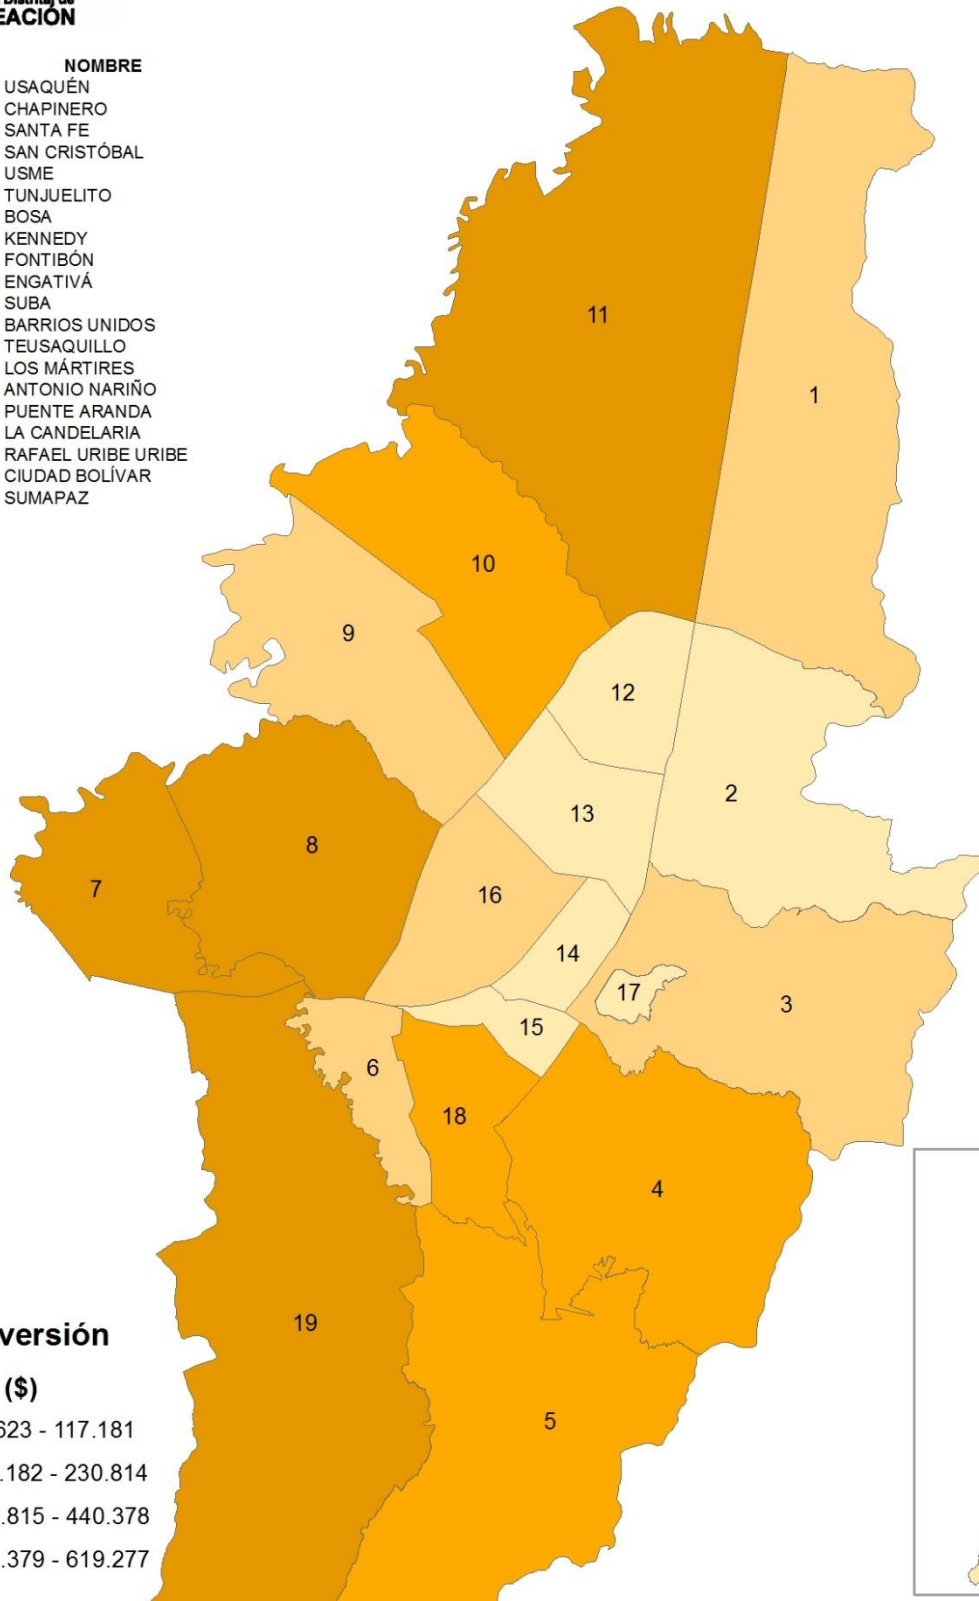 EACIÓN
NOMBRE
USAQUÉN
CHAPINERO
SANTA FE
SAN CRISTÓBAL
USME
TUNJUELITO
BOSA
KENNEDY
FONTIBÓN
ENGATIVÁ
SUBA
BARRIOS UNIDOS
TEUSAQUILLO
LOS MÁRTIRES
ANTONIO NARIÑO
PUENTE ARANDA
LA CANDELARIA
RAFAEL URIBE URIBE
CIUDAD BOLÍVAR
SUMAPAZ
11
1
10
9
12
2
13
8
7
16
14
17
3
15
6
18
4
19
5
versión
($)
623 - 117.181
.182 - 230.814
.815 - 440.378
.379 - 619.277